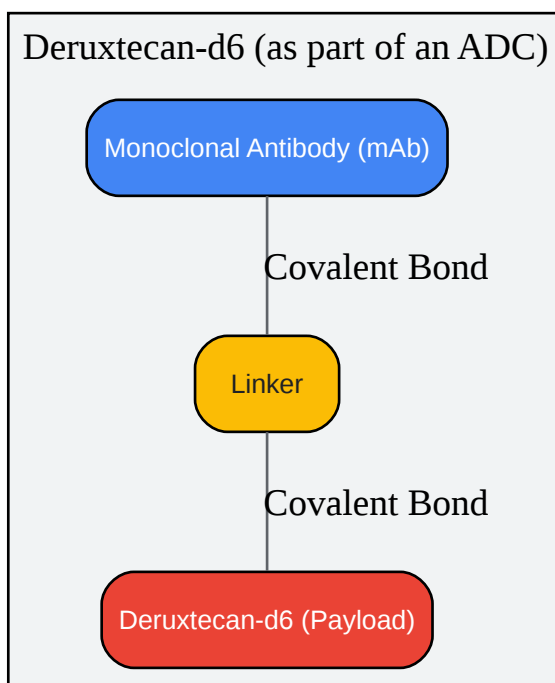 Deruxtecan-d6 (as part of an ADC)
Monoclonal Antibody (mAb)
Covalent Bond
Linker
Covalent Bond
Deruxtecan-d6 (Payload)